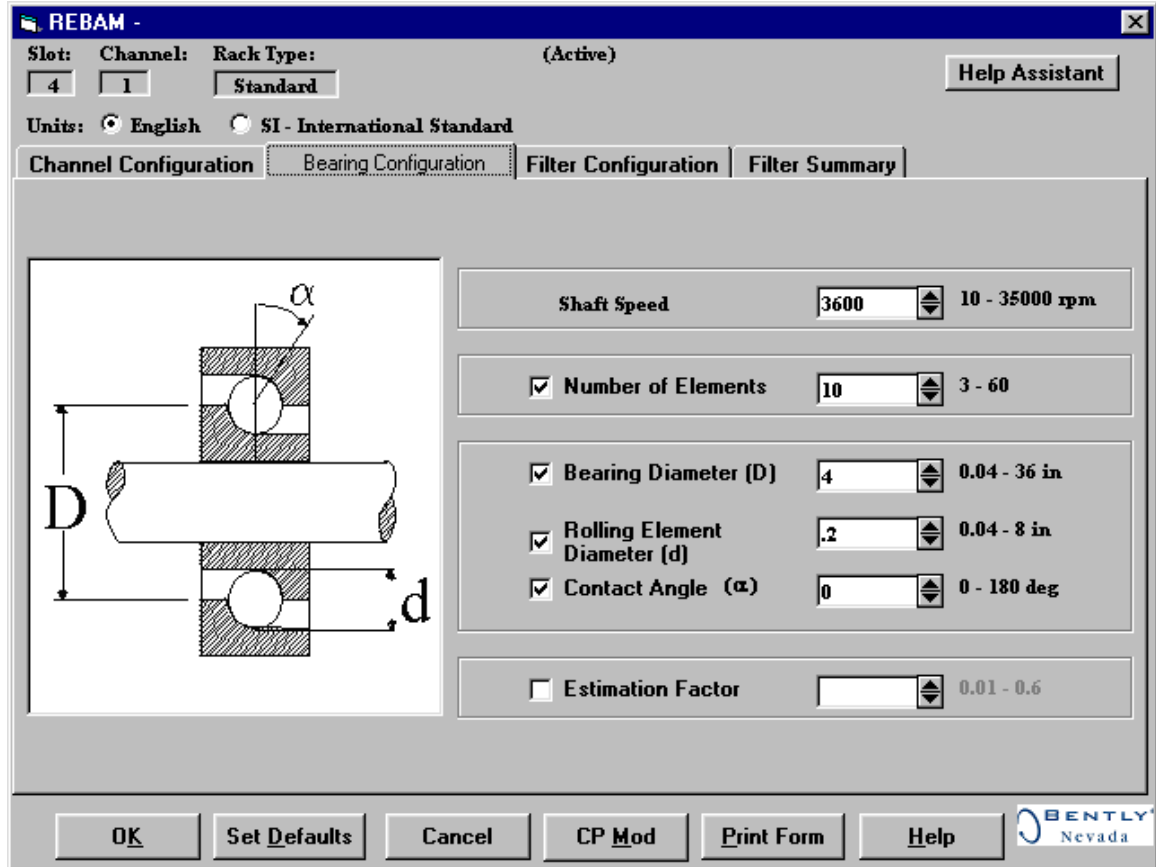 REBAM -
Slot: Channel: Rack Type: (Active)
4 1 Standard
Help Assistant
Units: English SI - International Standard
Channel Configuration Bearing Configuration Filter Configuration Filter Summary
α
D
d
Shaft Speed 3600 10 - 35000 rpm
Number of Elements 10 3 - 60
Bearing Diameter (D) 4 0.04 - 36 in
Rolling Element
Diameter (d) .2 0.04 - 8 in
Contact Angle (α) 0 0 - 180 deg
Estimation Factor 0.01 - 0.6
OK Set Defaults Cancel CP Mod Print Form Help
BENTLY
Nevada